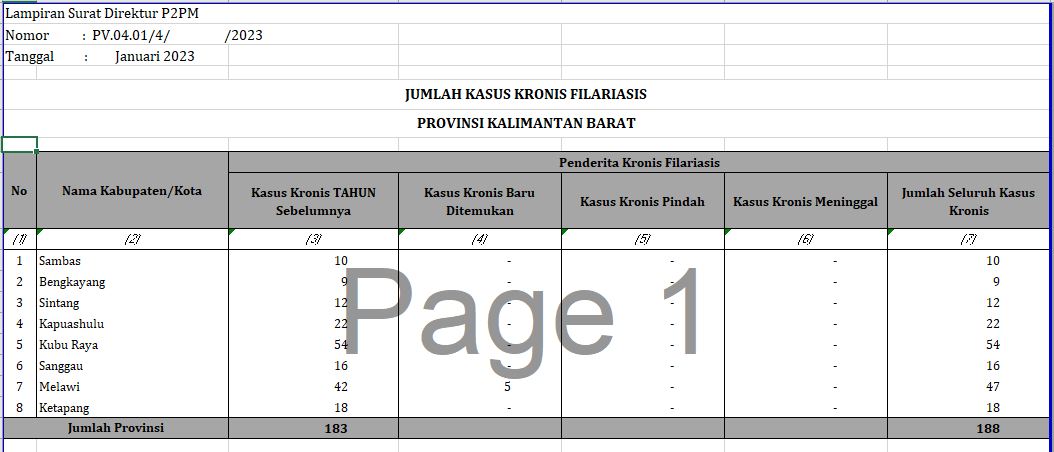 Lampiran Surat Direktur P2PM
Nomor : PV.04.01/4/ /2023
Tanggal : Januari 2023
JUMLAH KASUS KRONIS FILARIASIS
PROVINSI KALIMANTAN BARAT
No Nama Kabupaten/Kota Penderita Kronis Filariasis
Kasus Kronis TAHUN Sebelumnya Kasus Kronis Baru Ditemukan Kasus Kronis Pindah Kasus Kronis Meninggal Jumlah Seluruh Kasus Kronis
(1) (2) (3) (4) (5) (6) (7)
1 Sambas 10 - - - 10
2 Bengkayang 9 - - - 9
3 Sintang 12 - - - 12
4 Kapuashulu 22 - - - 22
5 Kubu Raya 54 - - - 54
6 Sanggau 16 - - - 16
7 Melawi 42 5 - - 47
8 Ketapang 18 - - - 18
Jumlah Provinsi 183 188
Page 1